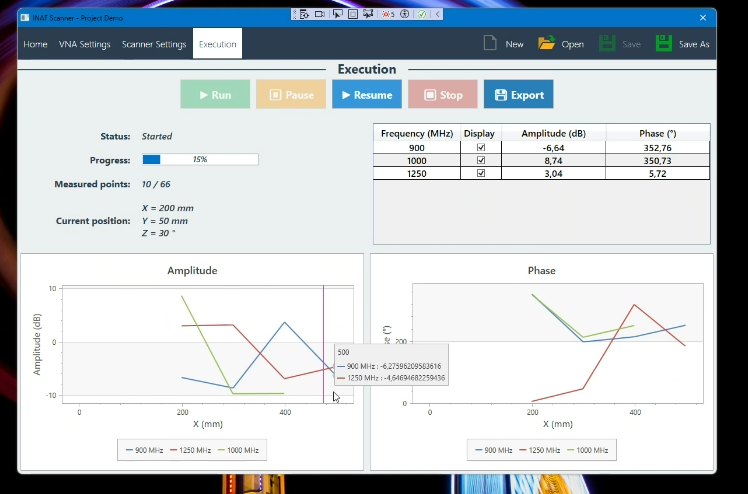 INAF Scanner - Project Demo
5
Home VNA Settings Scanner Settings Execution New Open Save Save As
Execution
Run Pause Resume Stop Export
Status: Started
Progress: 15%
Measured points: 10 / 66
Current position: X = 200 mm
Y = 50 mm
Z = 30 °
Frequency (MHz) Display Amplitude (dB) Phase (°)
900 -6,64 352,76
1000 8,74 350,73
1250 3,04 5,72
Amplitude
Amplitude (dB)
10
0
-10
0 200 400
X (mm)
500
900 MHz : -6,27596209583616
1250 MHz : -4,64694682259436
900 MHz 1250 MHz 1000 MHz
Phase
(°)
200
0
0 200 400
X (mm)
900 MHz 1250 MHz 1000 MHz